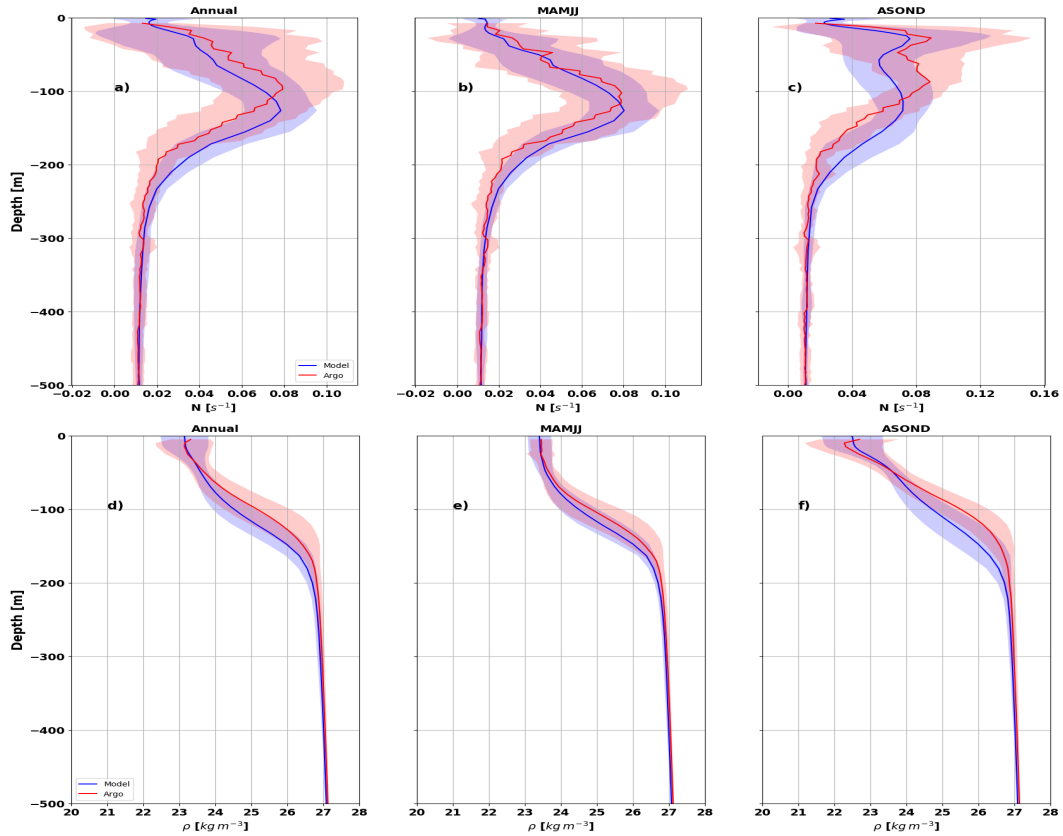 Annual
MAMJJ
ASOND
0
−100
−200
−300
−400
−500
Depth [m]
a)
b)
c)
−0.02 0.00 0.02 0.04 0.06 0.08 0.10
−0.02 0.00 0.02 0.04 0.06 0.08 0.10
0.00 0.04 0.08 0.12 0.16
N [s⁻¹]
N [s⁻¹]
N [s⁻¹]
Model
Argo
Annual
MAMJJ
ASOND
0
−100
−200
−300
−400
−500
Depth [m]
d)
e)
f)
Model
Argo
20 21 22 23 24 25 26 27 28
20 21 22 23 24 25 26 27 28
20 21 22 23 24 25 26 27 28
ρ [kg m⁻³]
ρ [kg m⁻³]
ρ [kg m⁻³]